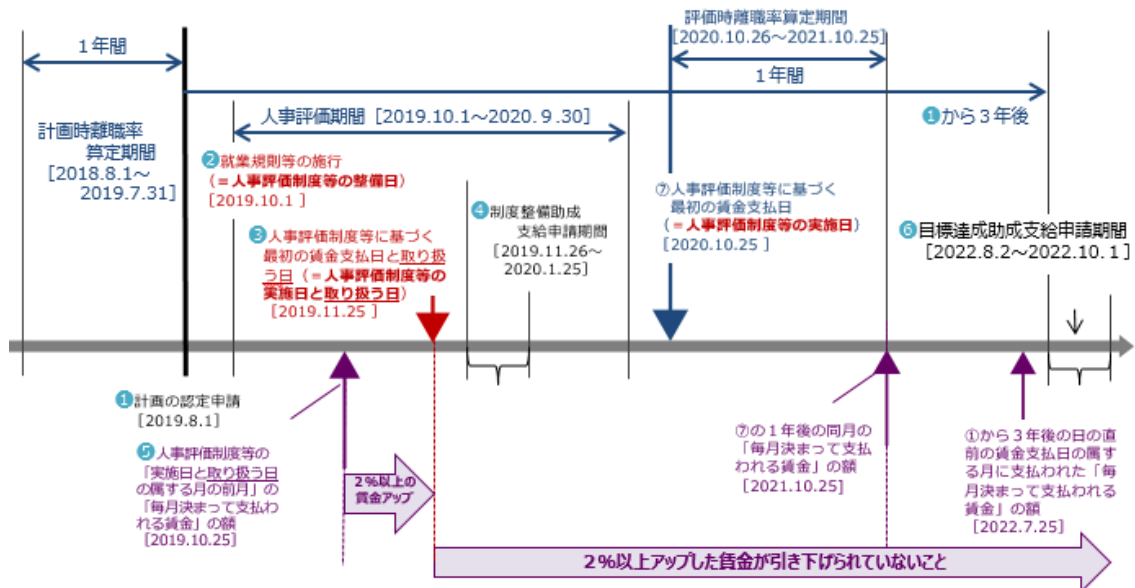 評価時離職率算定期間
[2020.10.26～2021.10.25]
1年間
1年間
人事評価期間［2019.10.1～2020. 9 .30］
❶から３年後
計画時離職率
算定期間
[2018.8.1～
2019.7.31]
❷就業規則等の施行
（＝人事評価制度等の整備日）
［2019.10.1 ］
❸人事評価制度等に基づく
最初の賃金支払日と取り扱
う日（＝人事評価制度等の
実施日と取り扱う日）
［2019.11.25 ］
❹制度整備助成
支給申請期間
[2019.11.26～
2020.1.25]
⑦人事評価制度等に基づく
最初の賃金支払日
（＝人事評価制度等の実施日）
［2020.10.25 ］
❻目標達成助成支給申請期間
［2022.8.2～2022.10. 1 ］
❶計画の認定申請
［2019.8.1］
❺人事評価制度等の
「実施日と取り扱う日
の属する月の前月」の
「毎月決まって支払わ
れる賃金」の額
[2019.10.25]
２％以上の
賃金アップ
⑦の１年後の同月の
「毎月決まって支払
われる賃金」の額
[2021.10.25]
①から３年後の日の直
前の賃金支払日の属す
る月に支払われた「毎
月決まって支払われる
賃金」の額
[2022.7.25]
２％以上アップした賃金が引き下げられていないこと